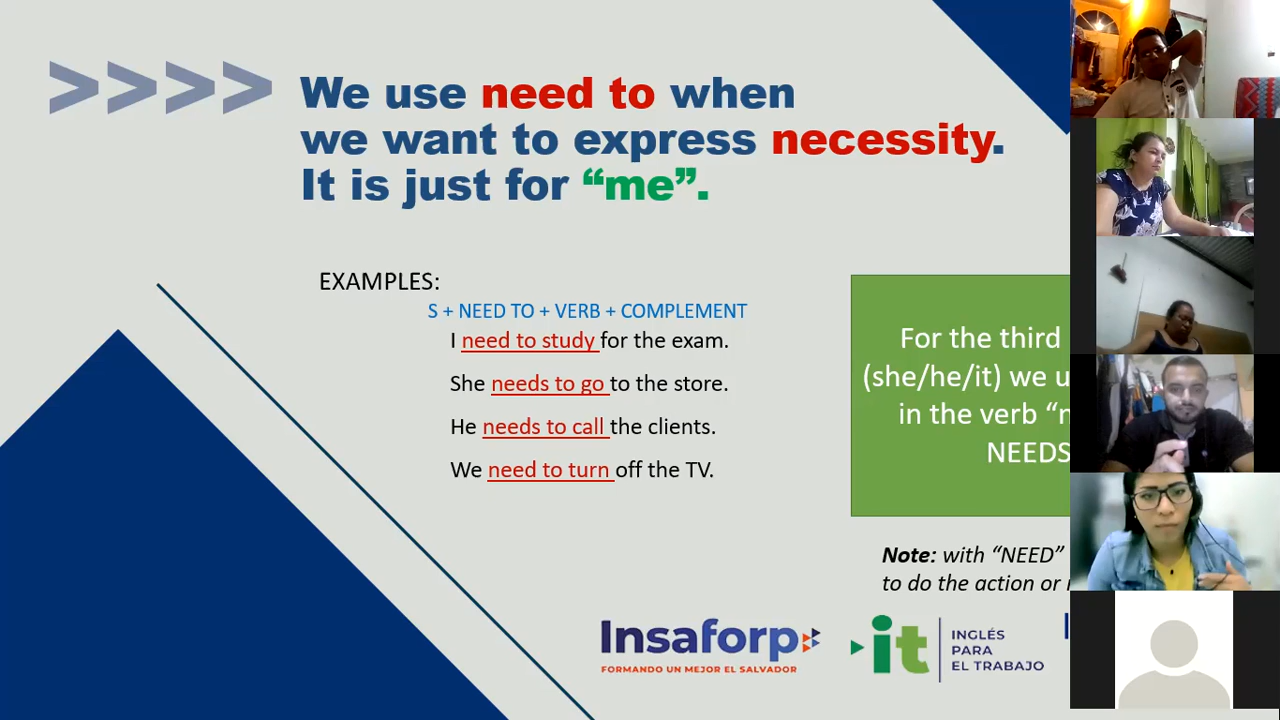 >>>>
We use need to when
we want to express necessity.
It is just for “me”.
EXAMPLES:
S + NEED TO + VERB + COMPLEMENT
I need to study for the exam.
She needs to go to the store.
He needs to call the clients.
We need to turn off the TV.
For the third
(she/he/it) we
in the verb
NEEDS
Note: with “NEED”
to do the action or
Insaforp
FORMANDO UN MEJOR EL SALVADOR
it
INGLÉS
PARA
EL TRABAJO